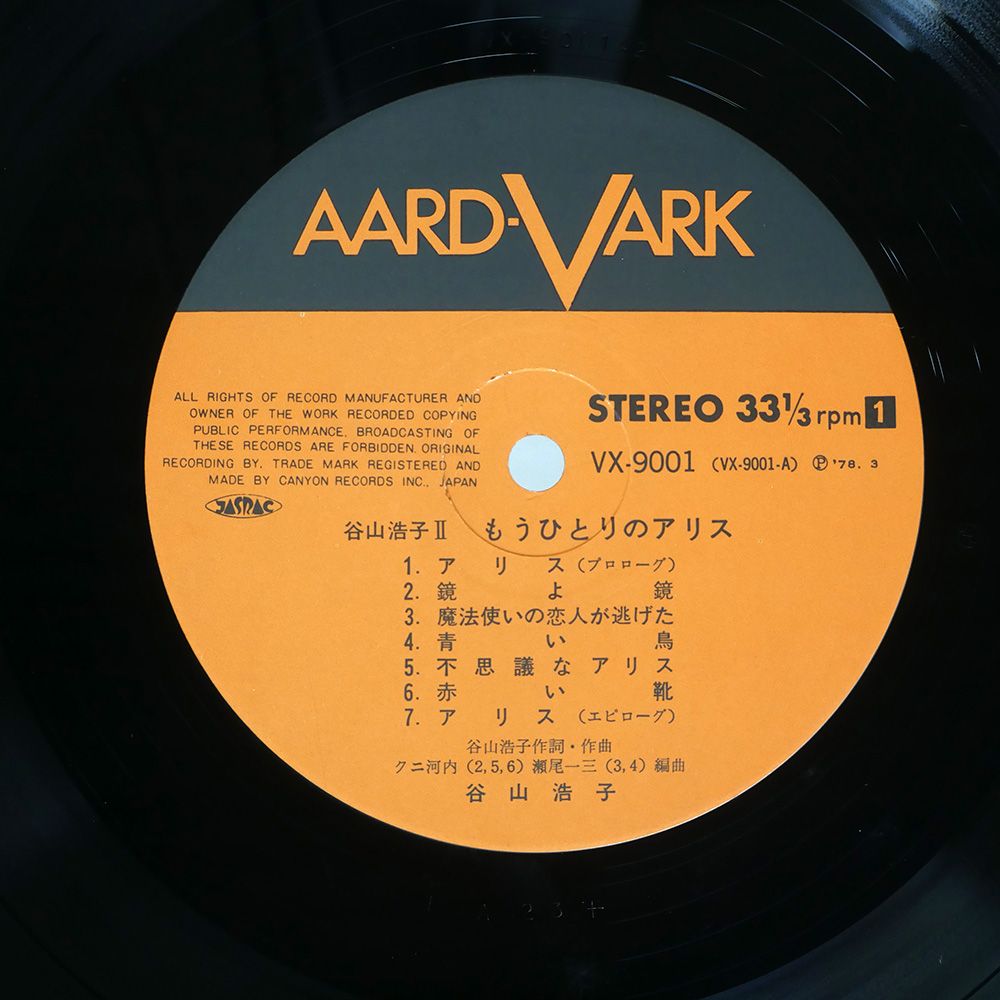 AARD-VARK
ALL RIGHTS OF RECORD MANUFACTURER AND
OWNER OF THE WORK RECORDED COPYING
PUBLIC PERFORMANCE, BROADCASTING OF
THESE RECORDS ARE FORBIDDEN. ORIGINAL
RECORDING BY. TRADE MARK REGISTERED AND
MADE BY CANYON RECORDS INC., JAPAN
JASRAC
STEREO 33 1/3 rpm 1
VX-9001 (VX-9001-A) Ⓟ '78. 3
谷山浩子Ⅱ もうひとりのアリス
1. アリス(プロローグ)
2. 鏡よ鏡
3. 魔法使いの恋人が逃げた
4. 青い鳥
5. 不思議なアリス
6. 赤い靴
7. アリス(エピローグ)
谷山浩子作詞・作曲
クニ河内(2,5,6)瀬尾一三(3,4)編曲
谷山浩子